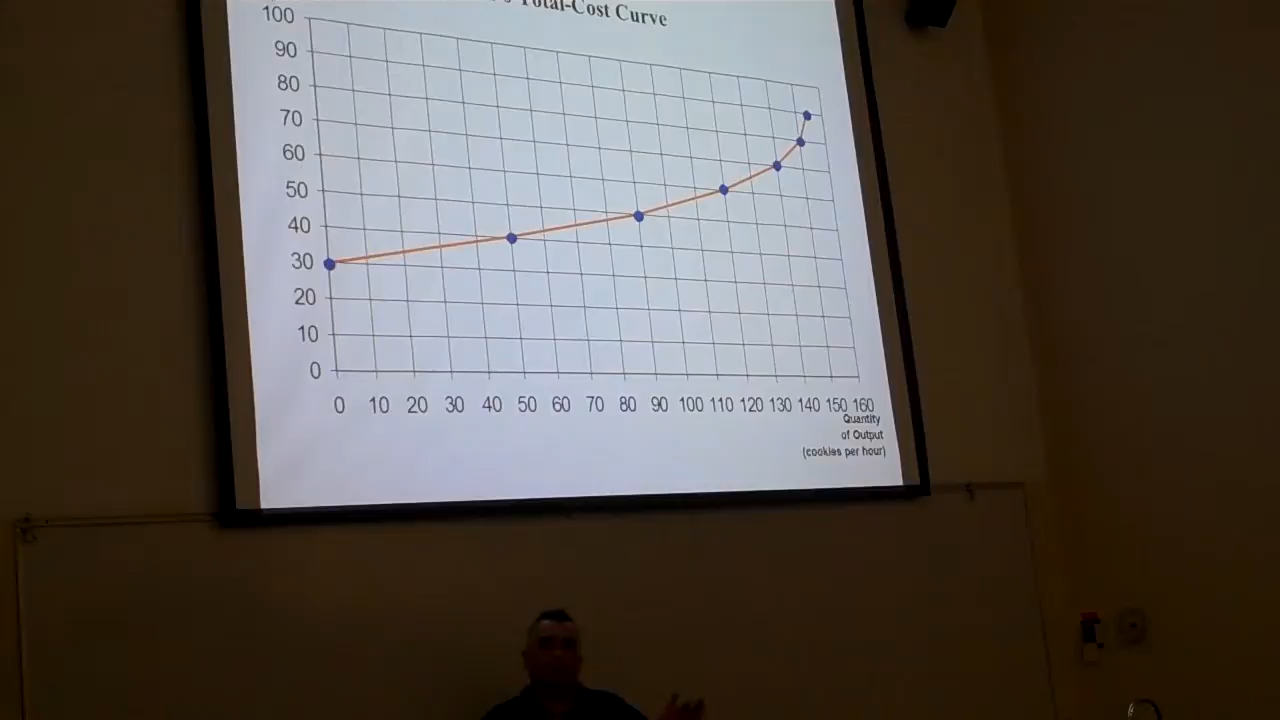 Total-Cost Curve
100
90
80
70
60
50
40
30
20
10
0
0 10 20 30 40 50 60 70 80 90 100 110 120 130 140 150 160
Quantity
of Output
(cookies per hour)